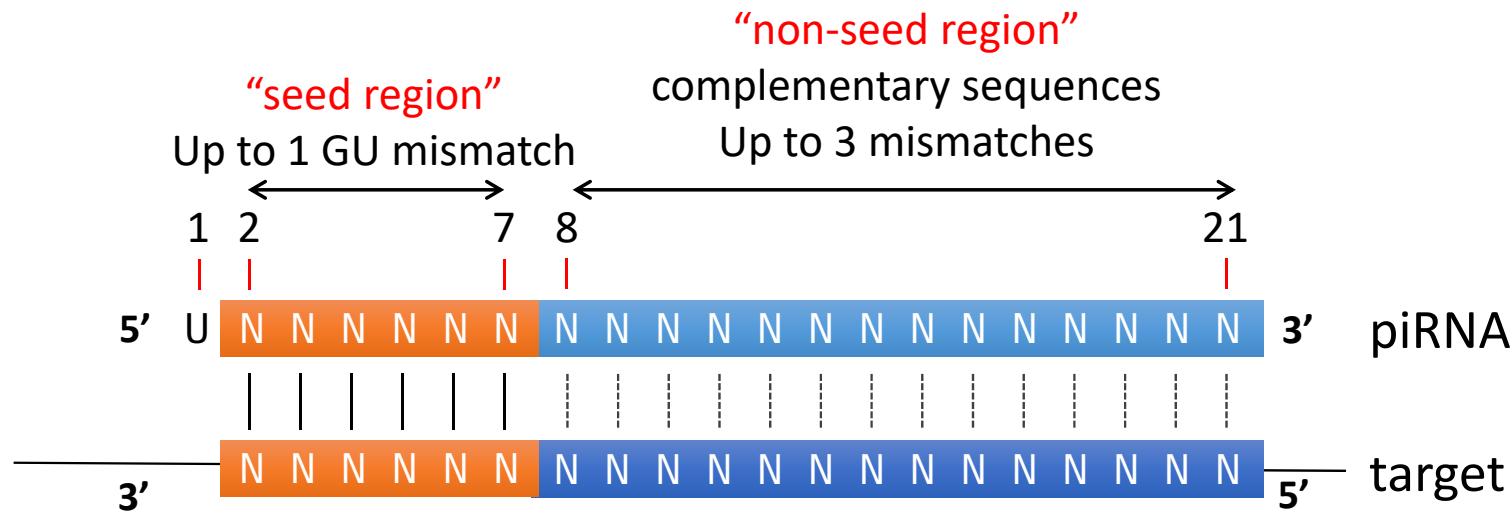 “non-seed region”
complementary sequences
Up to 3 mismatches
“seed region”
Up to 1 GU mismatch
1 2 7 8 21
5’ U N N N N N N N N N N N N N N N N N N N N 3’ piRNA
3’ N N N N N N N N N N N N N N N N N N N N 5’ target